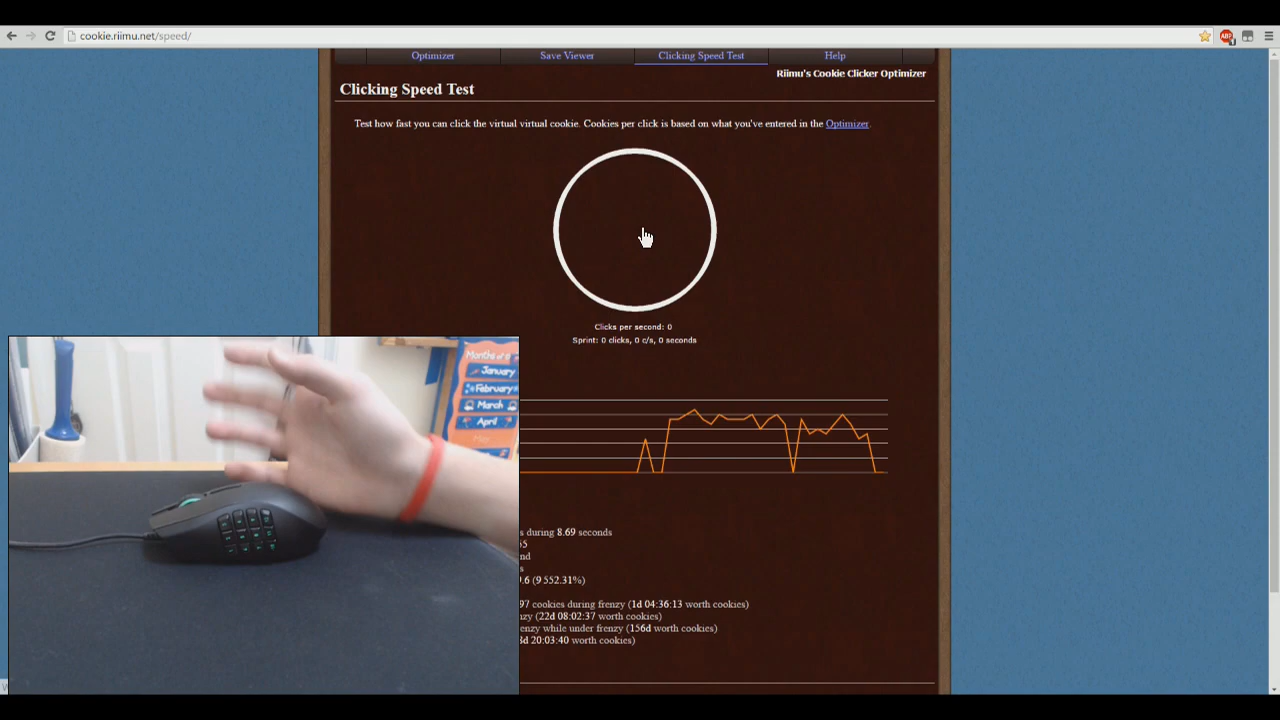 cookie.riimu.net/speed/
ABP
Optimizer Save Viewer Clicking Speed Test Help
Riimu's Cookie Clicker Optimizer
Clicking Speed Test
Test how fast you can click the virtual virtual cookie. Cookies per click is based on what you've entered in the Optimizer.
Clicks per second: 0
Sprint: 0 clicks, 0 c/s, 0 seconds
Months of
January
February
March
April
May
s during 8.69 seconds
nd
s
.6 (9 552.31%)
97 cookies during frenzy (1d 04:36:13 worth cookies)
nzy (22d 08:02:37 worth cookies)
enzy while under frenzy (156d worth cookies)
d 20:03:40 worth cookies)